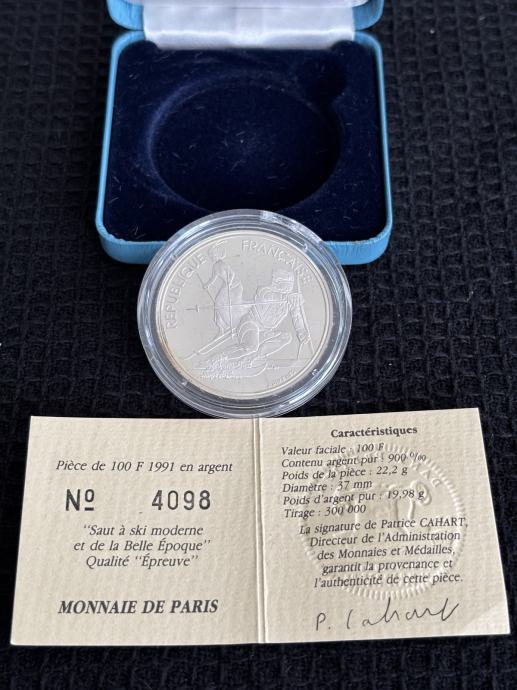 RÉPUBLIQUE FRANÇAISE
Pièce de 100 F 1991 en argent
Nº 4098
"Saut à ski moderne
et de la Belle Époque"
Qualité "Épreuve"
MONNAIE DE PARIS
Caractéristiques
Valeur faciale : 100 F
Contenu argent pur : 900 ‰
Poids de la pièce : 22,2 g
Diamètre : 37 mm
Poids d'argent pur : 19,98 g
Tirage : 300 000
La signature de Patrice CAHART,
Directeur de l'Administration
des Monnaies et Médailles,
garantit la provenance et
l'authenticité de cette pièce.
P. Cahart